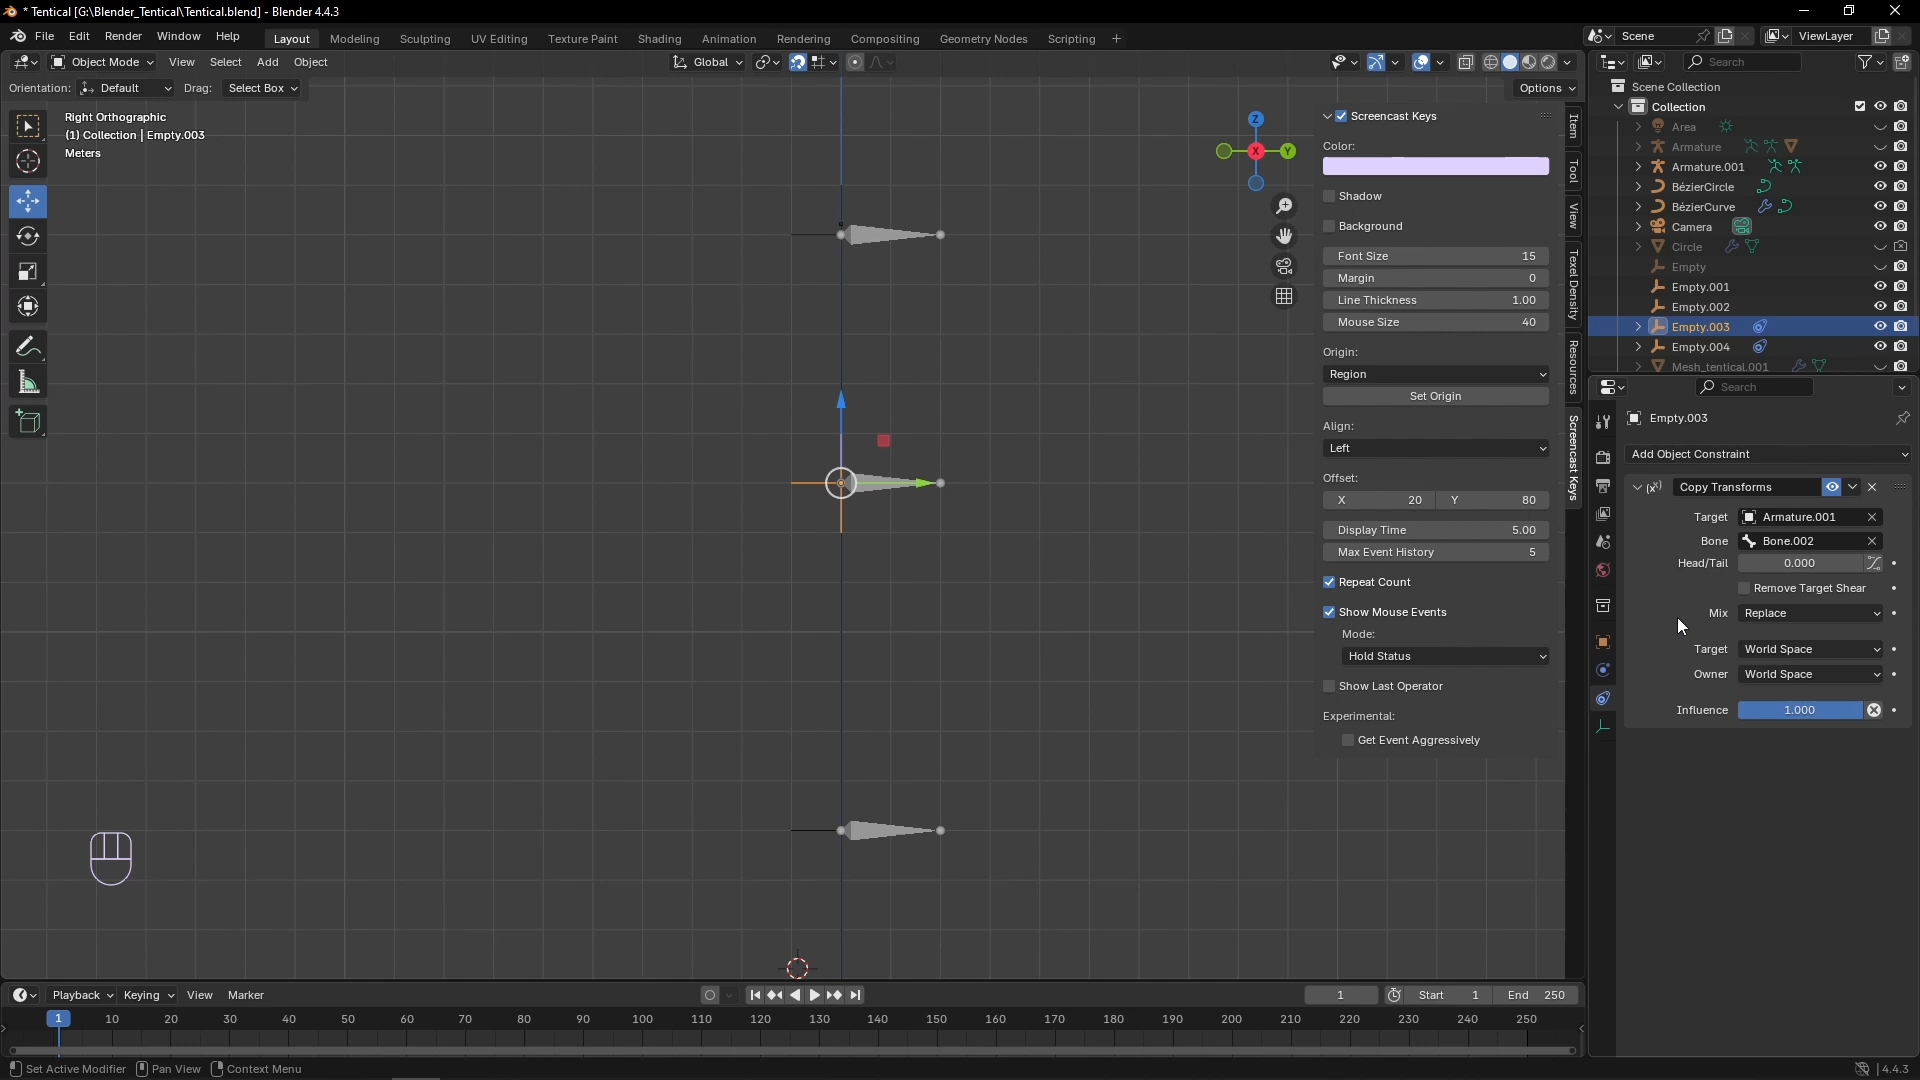 * Tentical [G:\Blender_Tentical\Tentical.blend] - Blender 4.4.3
File Edit Render Window Help
Layout Modeling Sculpting UV Editing Texture Paint Shading Animation Rendering Compositing Geometry Nodes Scripting +
Scene
ViewLayer
Object Mode View Select Add Object
Global
Search
Orientation: Default Drag: Select Box
Options
Right Orthographic
(1) Collection | Empty.003
Meters
Z
X
Y
Screencast Keys
Color:
Shadow
Background
Font Size 15
Margin 0
Line Thickness 1.00
Mouse Size 40
Origin:
Region
Set Origin
Align:
Left
Offset:
X 20 Y 80
Display Time 5.00
Max Event History 5
Repeat Count
Show Mouse Events
Mode:
Hold Status
Show Last Operator
Experimental:
Get Event Aggressively
Item
Tool
View
Texel Density
Resources
Screencast Keys
Scene Collection
Collection
Area
Armature
Armature.001
BézierCircle
BézierCurve
Camera
Circle
Empty
Empty.001
Empty.002
Empty.003
Empty.004
Mesh_tentical.001
Search
Empty.003
Add Object Constraint
Copy Transforms
Target Armature.001
Bone Bone.002
Head/Tail 0.000
Remove Target Shear
Mix Replace
Target World Space
Owner World Space
Influence 1.000
Playback Keying View Marker
1 Start 1 End 250
1 10 20 30 40 50 60 70 80 90 100 110 120 130 140 150 160 170 180 190 200 210 220 230 240 250
Set Active Modifier Pan View Context Menu
4.4.3